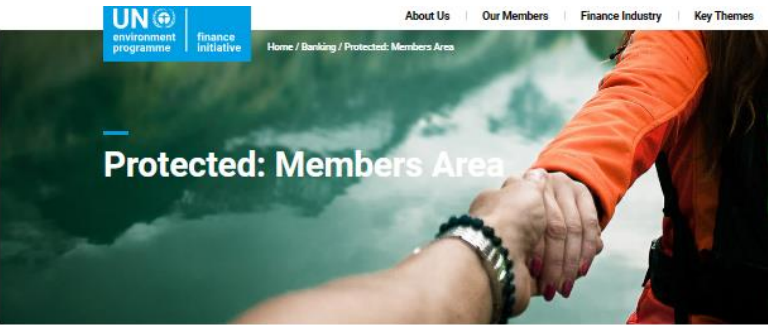 UN
environment
programme
finance
initiative
About Us
Our Members
Finance Industry
Key Themes
Home / Banking / Protected: Members Area
Protected: Members Area